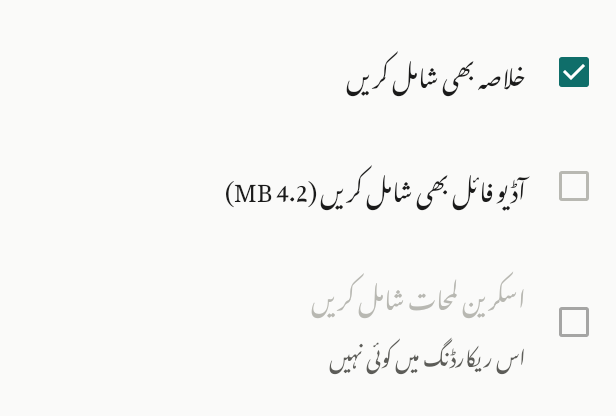 خلاصہ بھی شامل کریں
آڈیو فائل بھی شامل کریں (4.2 MB)
اسکرین لمحات شامل کریں
اس ریکارڈنگ میں کوئی نہیں